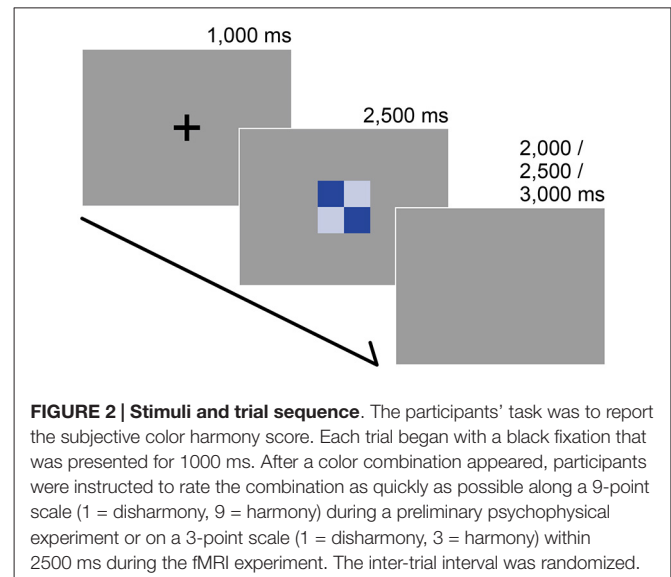 1,000 ms
2,500 ms
2,000 /
2,500 /
3,000 ms
FIGURE 2 | Stimuli and trial sequence. The participants' task was to report
the subjective color harmony score. Each trial began with a black fixation that
was presented for 1000 ms. After a color combination appeared, participants
were instructed to rate the combination as quickly as possible along a 9-point
scale (1 = disharmony, 9 = harmony) during a preliminary psychophysical
experiment or on a 3-point scale (1 = disharmony, 3 = harmony) within
2500 ms during the fMRI experiment. The inter-trial interval was randomized.